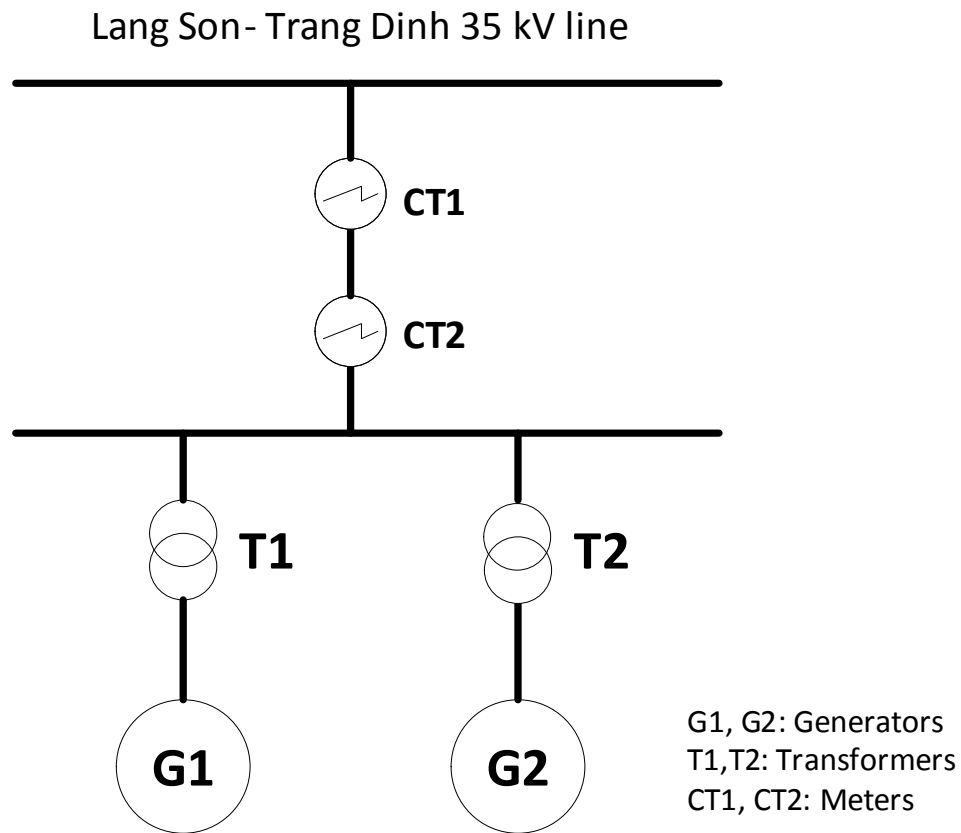 Lang Son - Trang Dinh 35 kV line
CT1
CT2
T1
T2
G1
G2
G1, G2: Generators
T1,T2: Transformers
CT1, CT2: Meters